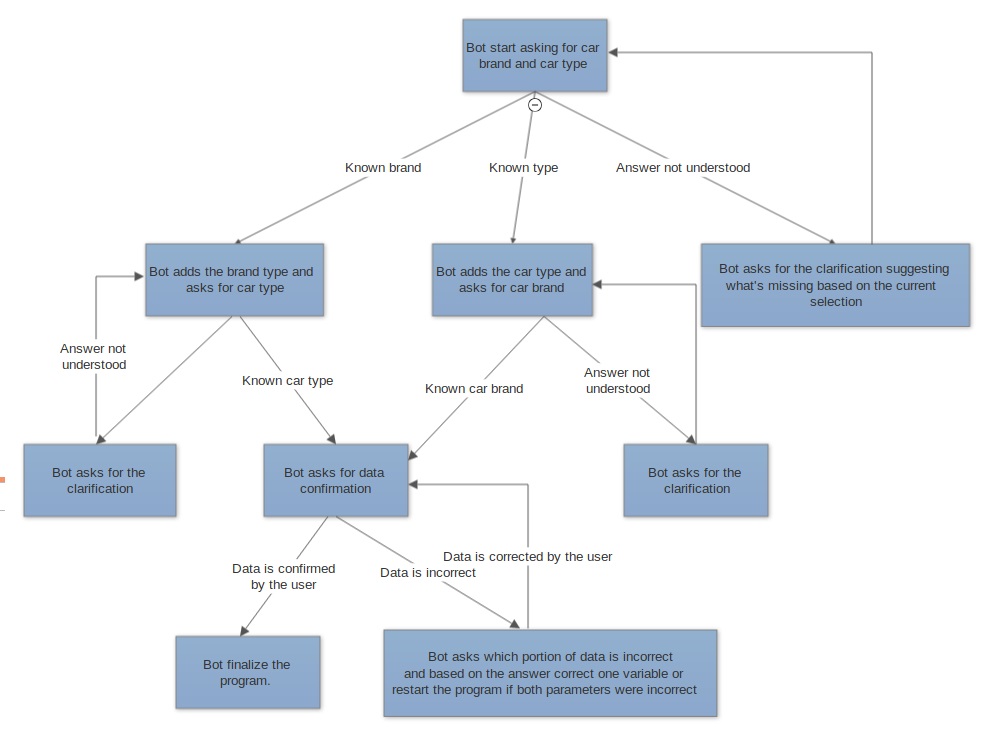 Bot start asking for car
brand and car type
Known brand
Known type
Answer not understood
Bot adds the brand type and
asks for car type
Bot adds the car type and
asks for car brand
Bot asks for the clarification suggesting
what's missing based on the current
selection
Answer not
understood
Known car type
Known car brand
Answer not
understood
Bot asks for the
clarification
Bot asks for data
confirmation
Bot asks for the
clarification
Data is confirmed
by the user
Data is incorrect
Data is corrected by the user
Bot finalize the
program.
Bot asks which portion of data is incorrect
and based on the answer correct one variable or
restart the program if both parameters were incorrect